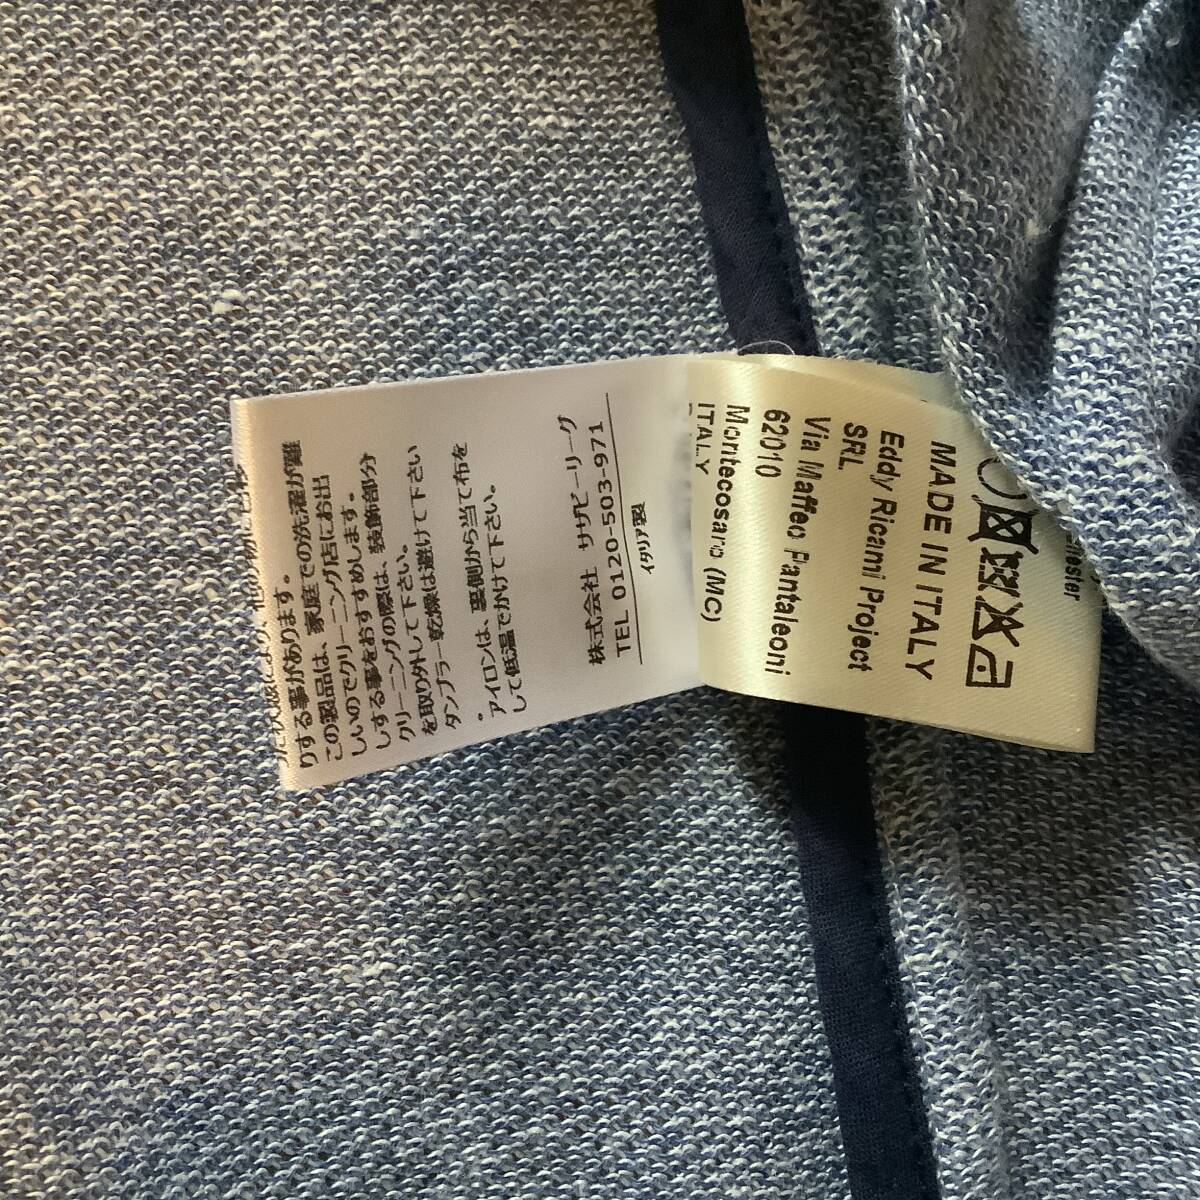 りする事があります。
この製品は、家庭での洗濯が難
しいのでクリーニング店にお出
しする事をおすすめします。
クリーニングの際は、装飾部分
を取り外して下さい。
タンブラー乾燥は避けて下さい
・アイロンは、裏側から当て布を
して低温でかけて下さい。
株式会社 サザビーリーグ
TEL 0120-503-971
イタリア製
MADE IN ITALY
Eddy Ricami Project
SRL
Via Maffeo Pantaleoni
62010
Montecosaro (MC)
ITALY